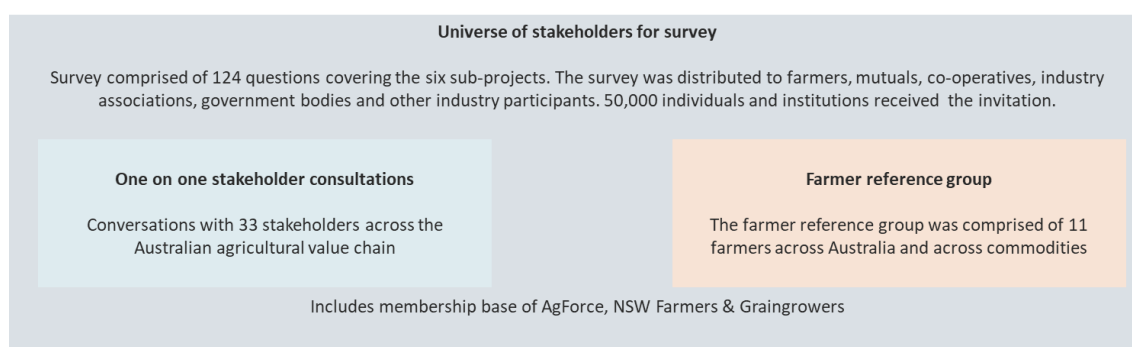 Universe of stakeholders for survey
Survey comprised of 124 questions covering the six sub-projects. The survey was distributed to farmers, mutuals, co-operatives, industry
associations, government bodies and other industry participants. 50,000 individuals and institutions received the invitation.
One on one stakeholder consultations
Conversations with 33 stakeholders across the
Australian agricultural value chain
Farmer reference group
The farmer reference group was comprised of 11
farmers across Australia and across commodities
Includes membership base of AgForce, NSW Farmers & Graingrowers